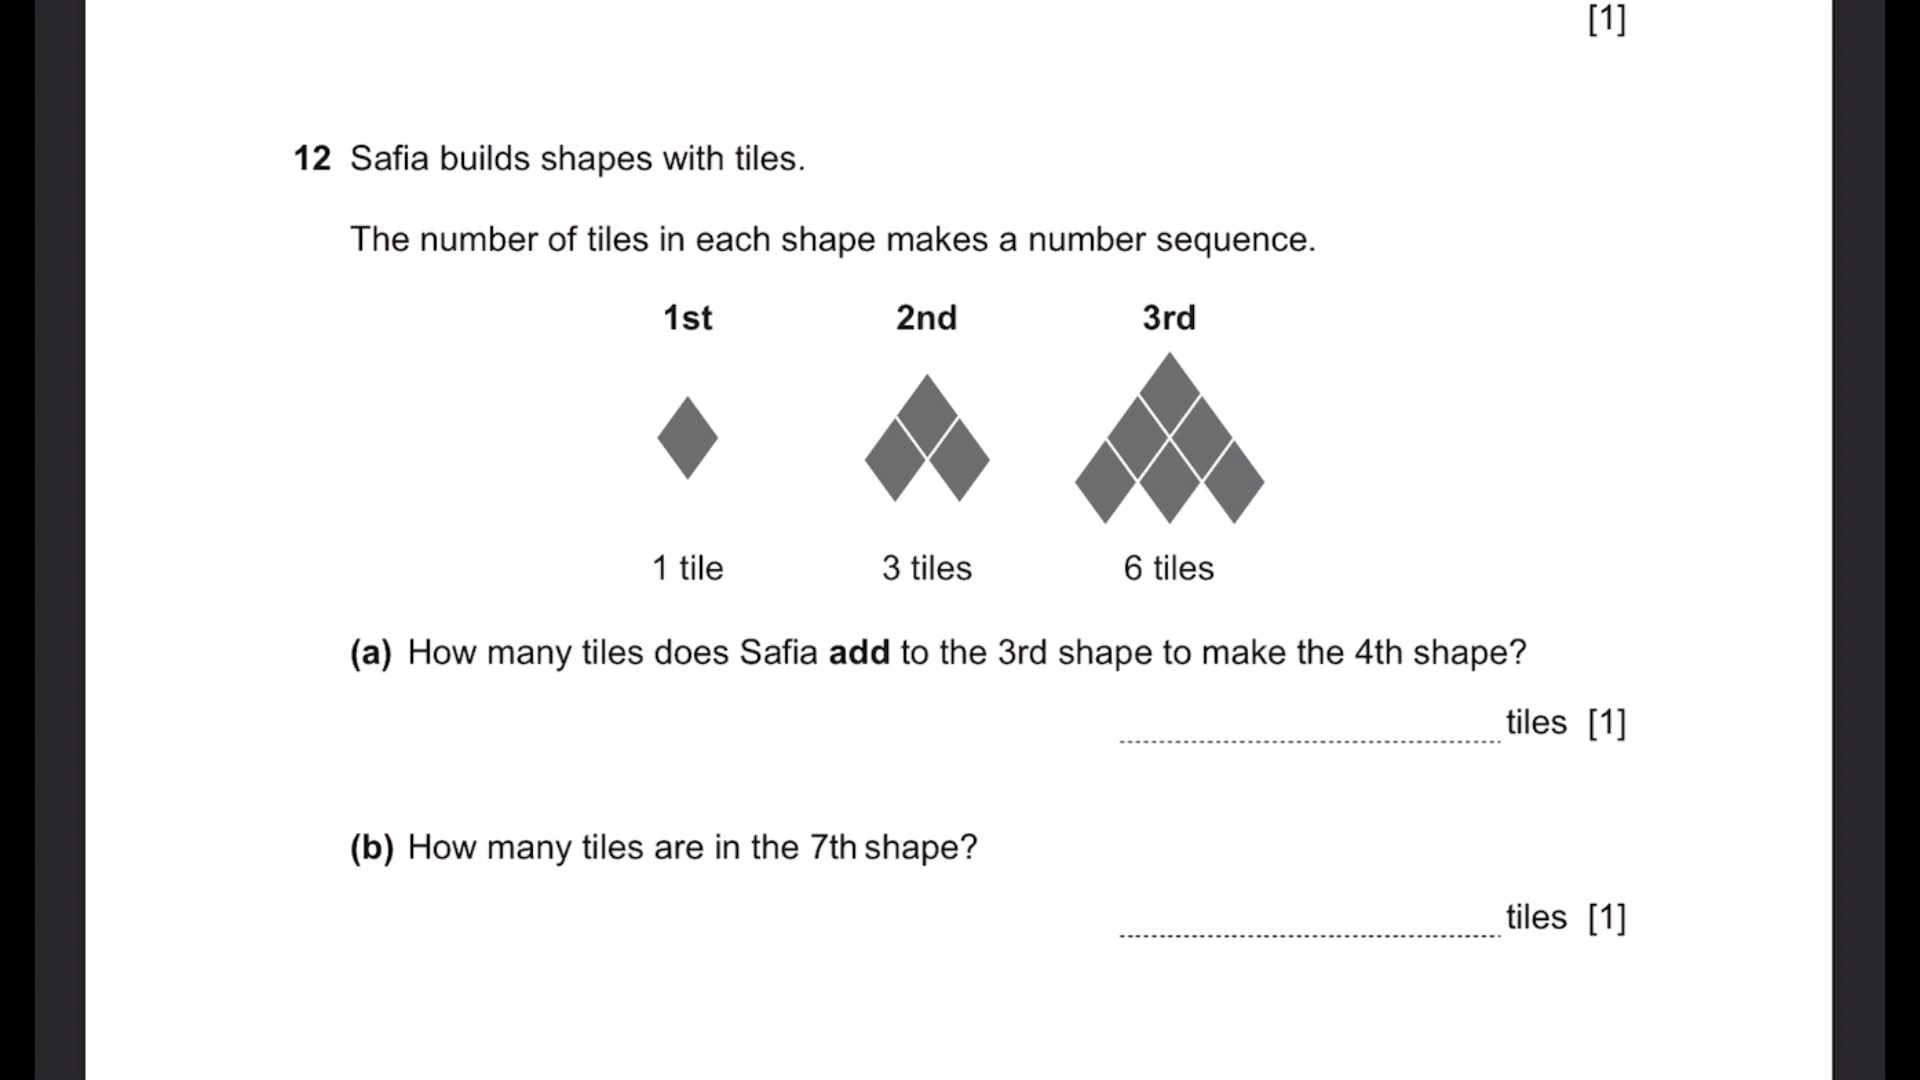 [1]
12 Safia builds shapes with tiles.
The number of tiles in each shape makes a number sequence.
1st 2nd 3rd
1 tile 3 tiles 6 tiles
(a) How many tiles does Safia add to the 3rd shape to make the 4th shape?
tiles [1]
(b) How many tiles are in the 7th shape?
tiles [1]